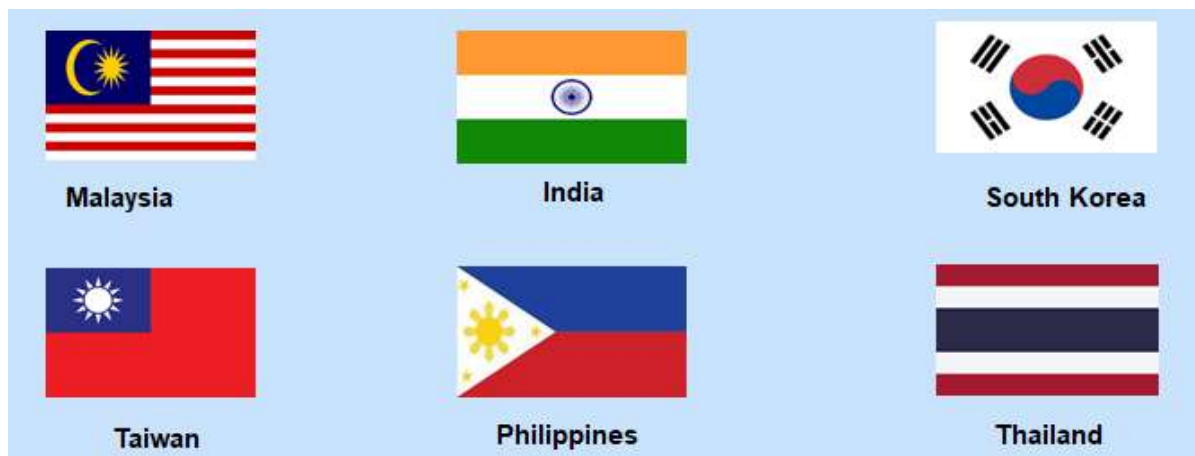 Malaysia
India
South Korea
Taiwan
Philippines
Thailand